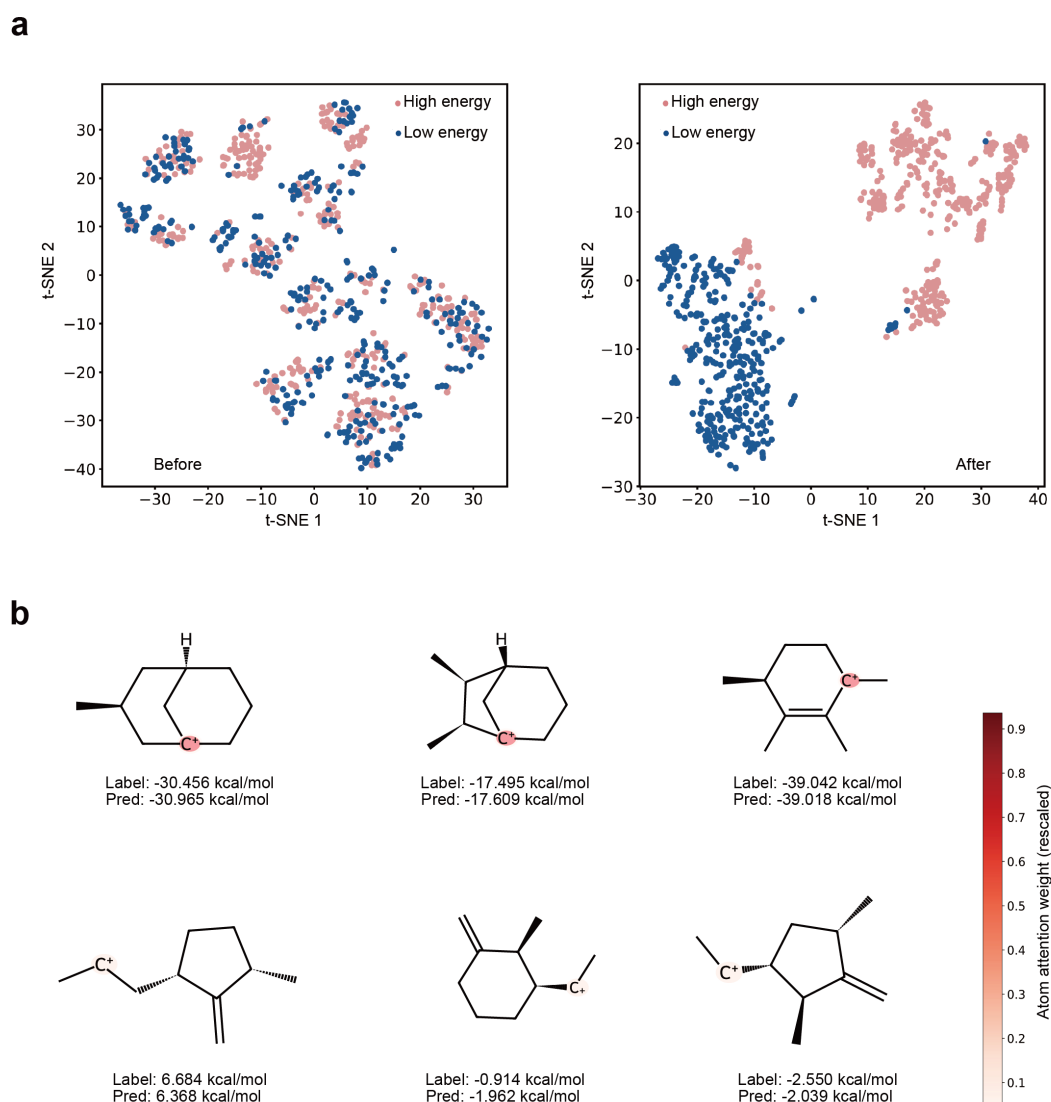 a
High energy
Low energy
30
20
10
0
−10
−20
−30
−40
t-SNE 2
Before
−30
−20
−10
0
10
20
30
t-SNE 1
High energy
Low energy
20
10
0
−10
−20
−30
t-SNE 2
After
−30
−20
−10
0
10
20
30
40
t-SNE 1
b
H
C+
Label: -30.456 kcal/mol
Pred: -30.965 kcal/mol
H
C+
Label: -17.495 kcal/mol
Pred: -17.609 kcal/mol
C+
Label: -39.042 kcal/mol
Pred: -39.018 kcal/mol
C+
Label: 6.684 kcal/mol
Pred: 6.368 kcal/mol
C+
Label: -0.914 kcal/mol
Pred: -1.962 kcal/mol
C+
Label: -2.550 kcal/mol
Pred: -2.039 kcal/mol
0.9
0.8
0.7
0.6
0.5
0.4
0.3
0.2
0.1
Atom attention weight (rescaled)